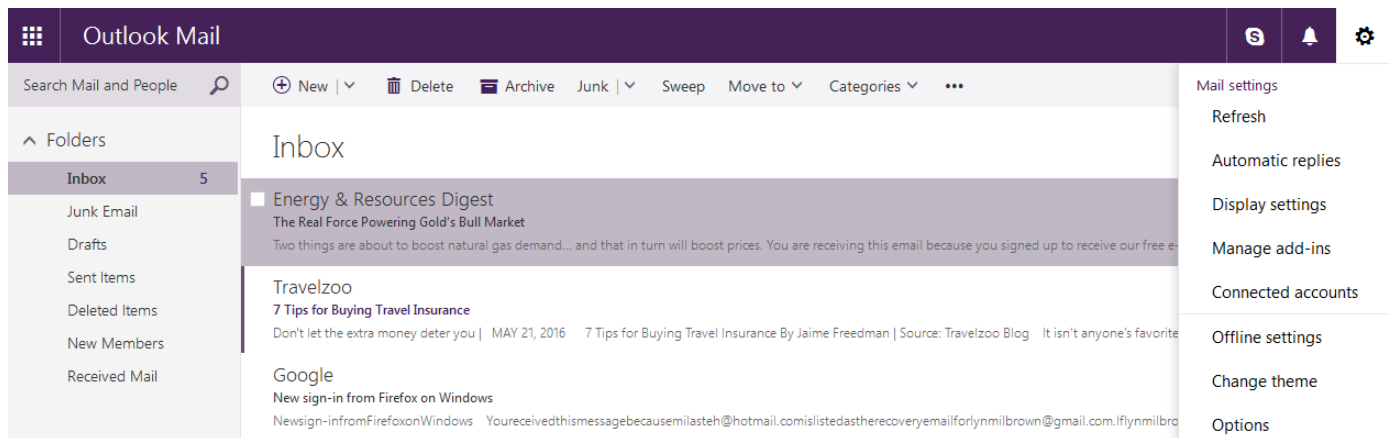 Outlook Mail
Search Mail and People
New
Delete
Archive
Junk
Sweep
Move to
Categories
Folders
Inbox 5
Junk Email
Drafts
Sent Items
Deleted Items
New Members
Received Mail
Inbox
Energy & Resources Digest
The Real Force Powering Gold's Bull Market
Two things are about to boost natural gas demand... and that in turn will boost prices. You are receiving this email because you signed up to receive our free e-
Travelzoo
7 Tips for Buying Travel Insurance
Don't let the extra money deter you | MAY 21, 2016 7 Tips for Buying Travel Insurance By Jaime Freedman | Source: Travelzoo Blog It isn't anyone's favorite
Google
New sign-in from Firefox on Windows
Newsign-infromFirefoxonWindows Youreceivedthismessagebecausemilasteh@hotmail.comislistedastherecoveryemailforlynmilbrown@gmail.com.Iflynmilbro
Mail settings
Refresh
Automatic replies
Display settings
Manage add-ins
Connected accounts
Offline settings
Change theme
Options